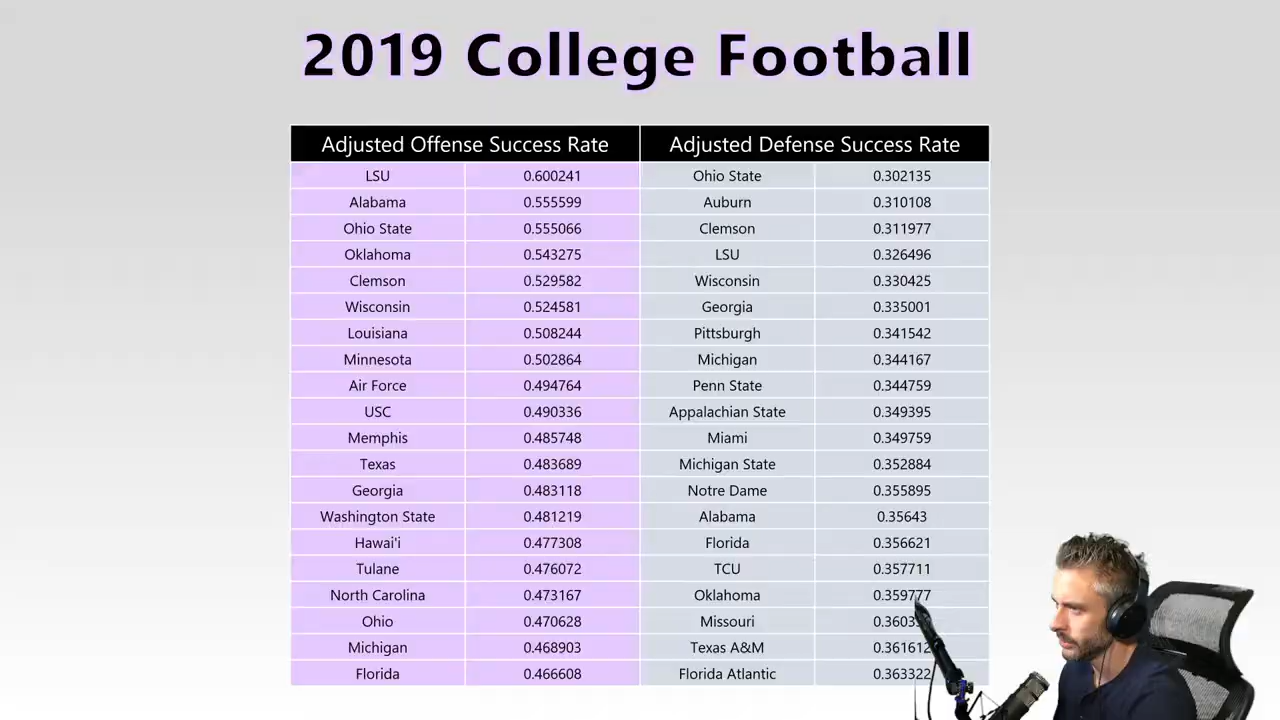 2019 College Football
Adjusted Offense Success Rate Adjusted Defense Success Rate
LSU 0.600241 Ohio State 0.302135
Alabama 0.555599 Auburn 0.310108
Ohio State 0.555066 Clemson 0.311977
Oklahoma 0.543275 LSU 0.326496
Clemson 0.529582 Wisconsin 0.330425
Wisconsin 0.524581 Georgia 0.335001
Louisiana 0.508244 Pittsburgh 0.341542
Minnesota 0.502864 Michigan 0.344167
Air Force 0.494764 Penn State 0.344759
USC 0.490336 Appalachian State 0.349395
Memphis 0.485748 Miami 0.349759
Texas 0.483689 Michigan State 0.352884
Georgia 0.483118 Notre Dame 0.355895
Washington State 0.481219 Alabama 0.35643
Hawai'i 0.477308 Florida 0.356621
Tulane 0.476072 TCU 0.357711
North Carolina 0.473167 Oklahoma 0.359777
Ohio 0.470628 Missouri
Michigan 0.468903 Texas A&M 0.361612
Florida 0.466608 Florida Atlantic 0.363322